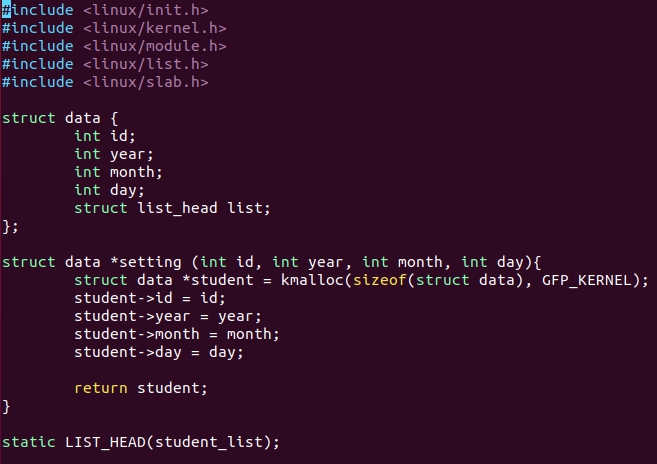 #include <linux/init.h>
#include <linux/kernel.h>
#include <linux/module.h>
#include <linux/list.h>
#include <linux/slab.h>

struct data {
        int id;
        int year;
        int month;
        int day;
        struct list_head list;
};

struct data *setting (int id, int year, int month, int day){
        struct data *student = kmalloc(sizeof(struct data), GFP_KERNEL);
        student->id = id;
        student->year = year;
        student->month = month;
        student->day = day;

        return student;
}

static LIST_HEAD(student_list);